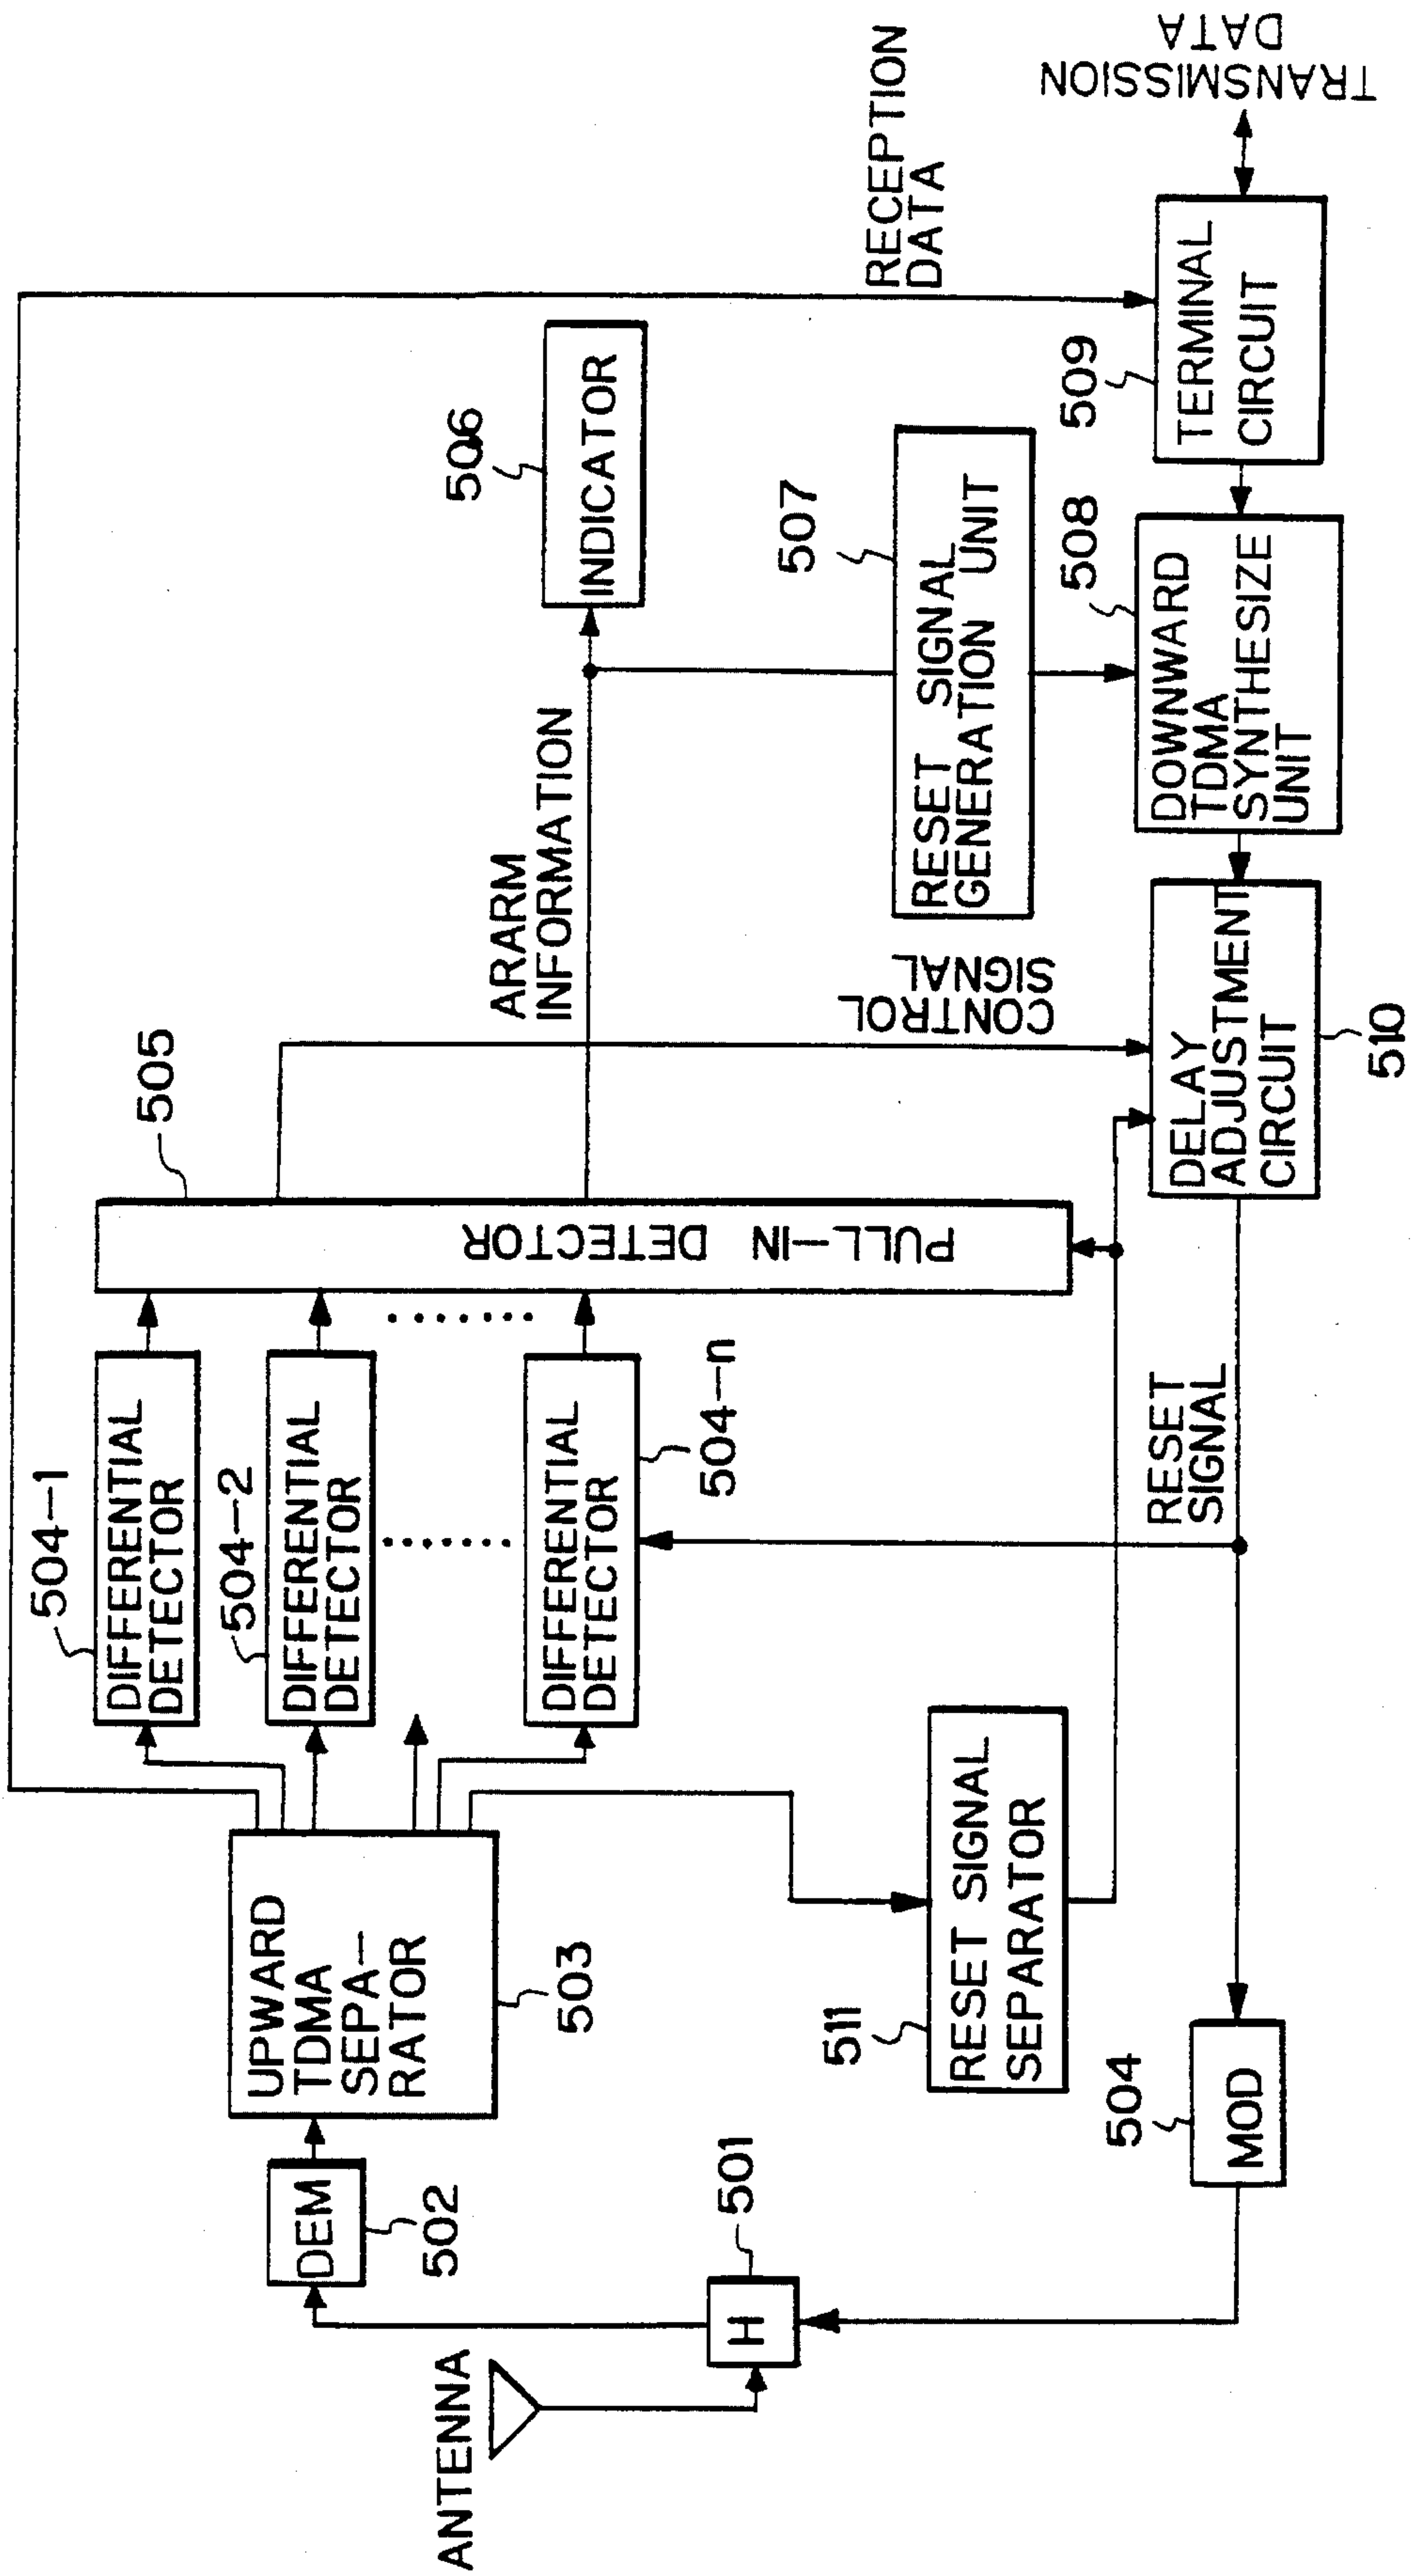 ANTENNA
H
501
DEM
502
UPWARD
TDMA
SEPA-
RATOR
503
504-1
DIFFERENTIAL
DETECTOR
504-2
DIFFERENTIAL
DETECTOR
DIFFERENTIAL
DETECTOR
504-n
505
PULL-IN DETECTOR
ARARM
INFORMATION
506
INDICATOR
507
RESET SIGNAL
GENERATION UNIT
508
DOWNWARD
TDMA
SYNTHESIZE
UNIT
509
TERMINAL
CIRCUIT
RECEPTION
DATA
TRANSMISSION
DATA
CONTROL
SIGNAL
DELAY
ADJUSTMENT
CIRCUIT
510
RESET
SIGNAL
511
RESET SIGNAL
SEPARATOR
504
MOD